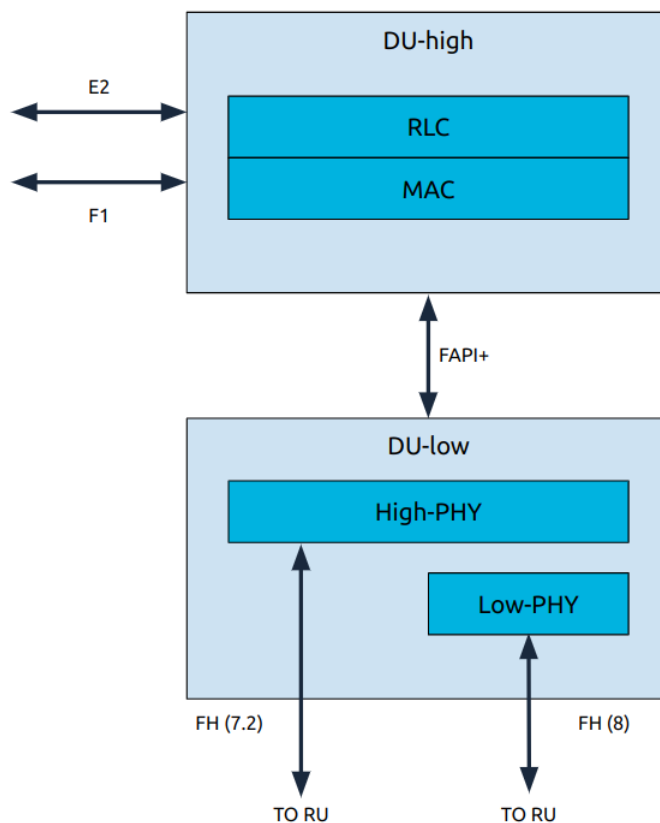 DU-high
E2
RLC
MAC
F1
FAPI+
DU-low
High-PHY
Low-PHY
FH (7.2)
FH (8)
TO RU
TO RU